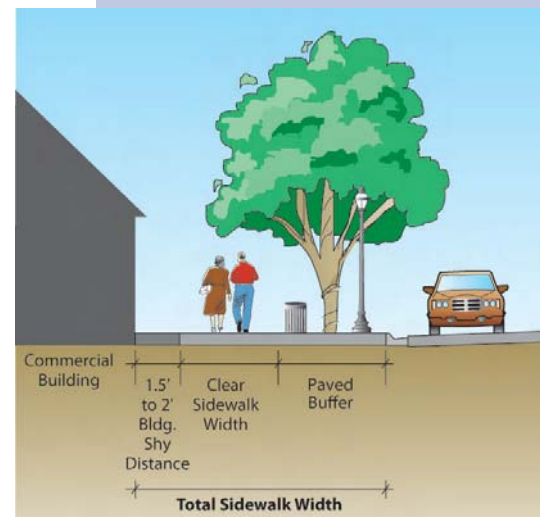 Commercial
Building
1.5'
to 2'
Bldg.
Shy
Distance
Clear
Sidewalk
Width
Paved
Buffer
Total Sidewalk Width